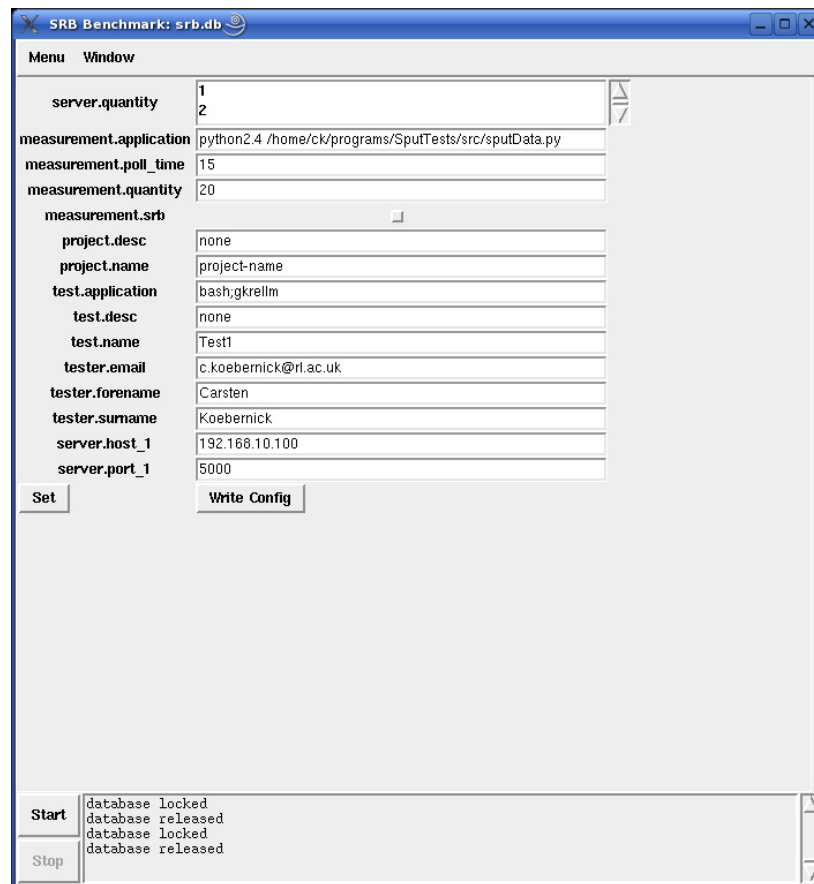 SRB Benchmark: srb.db
Menu Window
server.quantity
1
2
measurement.application python2.4 /home/ck/programs/SputTests/src/sputData.py
measurement.poll_time 15
measurement.quantity 20
measurement.srb
project.desc none
project.name project-name
test.application bash;gkrellm
test.desc none
test.name Test1
tester.email c.koebernick@rl.ac.uk
tester.forename Carsten
tester.surname Koebernick
server.host_1 192.168.10.100
server.port_1 5000
Set Write Config
Start
database locked
database released
database locked
database released
Stop